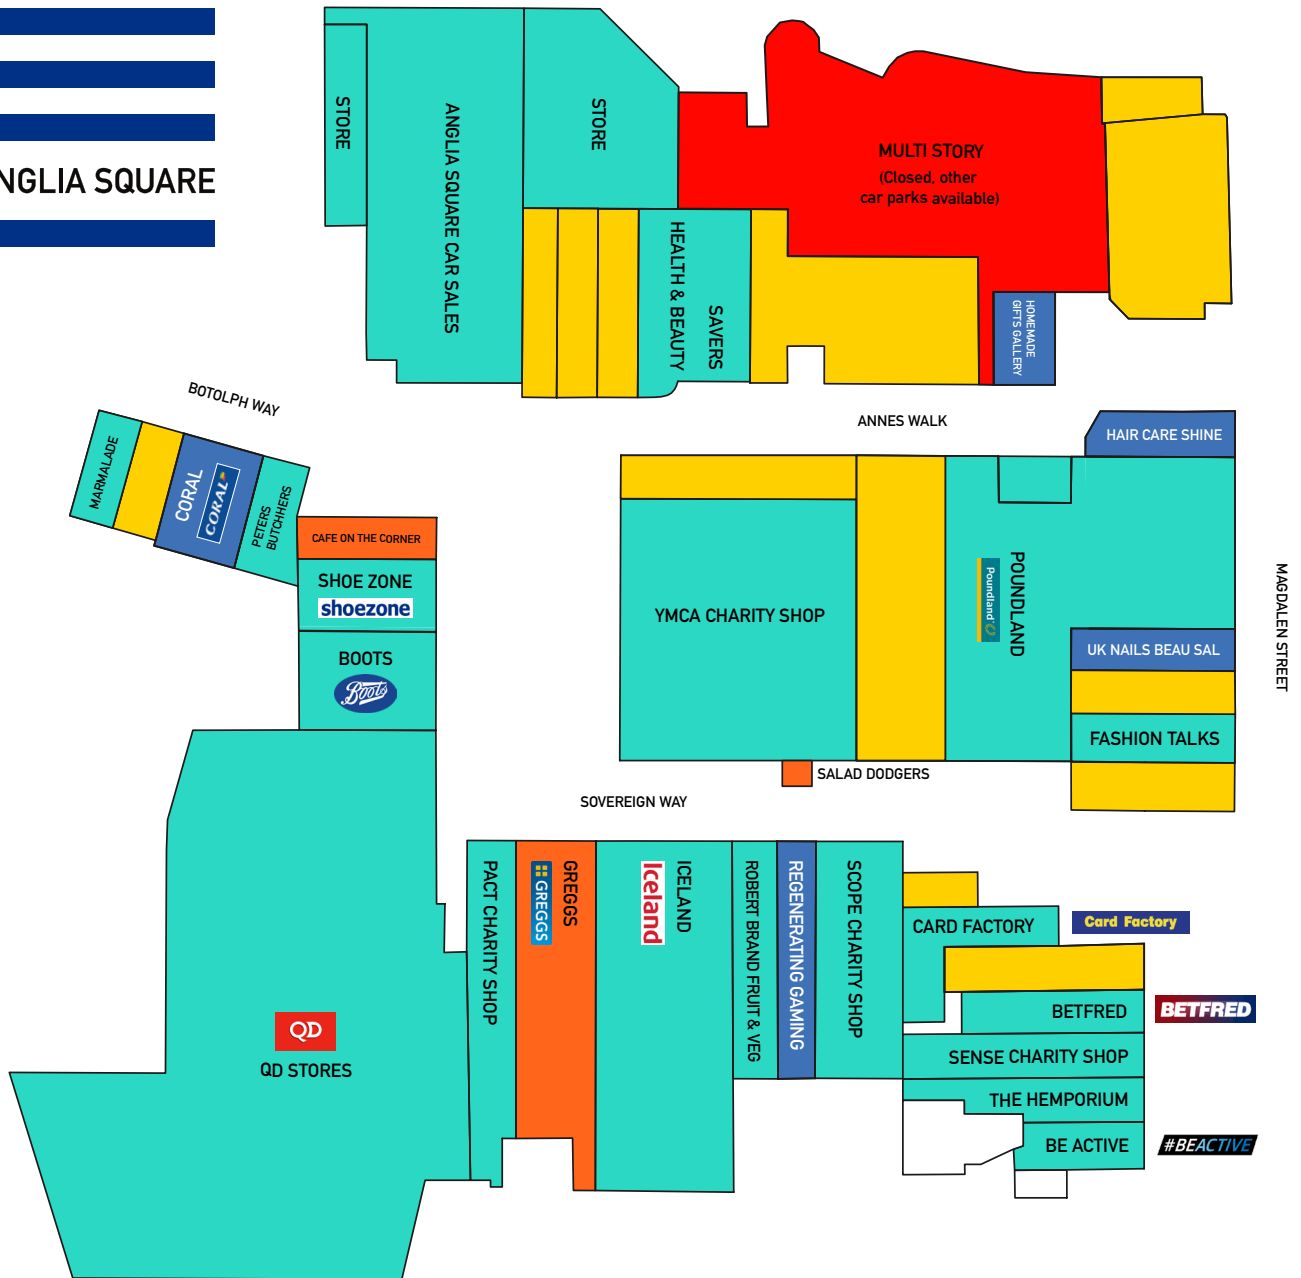 NGLIA SQUARE
STORE
ANGLIA SQUARE CAR SALES
STORE
HEALTH & BEAUTY
SAVERS
MULTI STORY
(Closed, other
car parks available)
HOMEMADE
GIFTS GALLERY
BOTOLPH WAY
ANNES WALK
MARMALADE
CORAL
CORAL
PETERS
BUTCHHERS
CAFE ON THE CORNER
SHOE ZONE
shoezone
BOOTS
Boots
HAIR CARE SHINE
YMCA CHARITY SHOP
POUNDLAND
Poundland
UK NAILS BEAU SAL
FASHION TALKS
MAGDALEN STREET
SALAD DODGERS
SOVEREIGN WAY
QD
QD STORES
PACT CHARITY SHOP
GREGGS
GREGGS
ICELAND
Iceland
ROBERT BRAND FRUIT & VEG
REGENERATING GAMING
SCOPE CHARITY SHOP
CARD FACTORY
Card Factory
BETFRED
BETFRED
SENSE CHARITY SHOP
THE HEMPORIUM
BE ACTIVE
#BEACTIVE